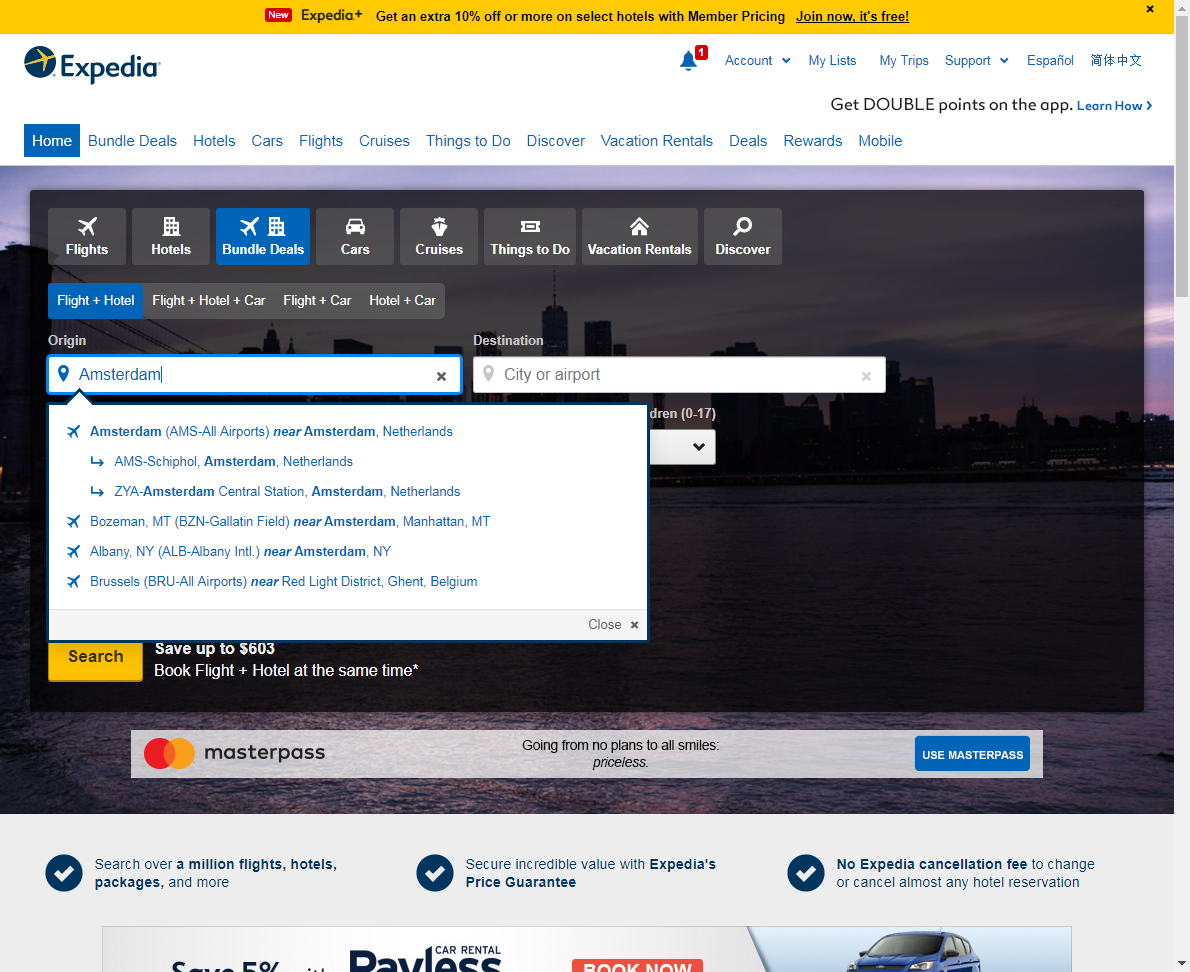 New Expedia+ Get an extra 10% off or more on select hotels with Member Pricing Join now, it's free!
Expedia
1 Account My Lists My Trips Support Español 简体中文
Get DOUBLE points on the app. Learn How
Home Bundle Deals Hotels Cars Flights Cruises Things to Do Discover Vacation Rentals Deals Rewards Mobile
Flights Hotels Bundle Deals Cars Cruises Things to Do Vacation Rentals Discover
Flight + Hotel Flight + Hotel + Car Flight + Car Hotel + Car
Origin Destination
Amsterdam City or airport
dren (0-17)
Amsterdam (AMS-All Airports) near Amsterdam, Netherlands
AMS-Schiphol, Amsterdam, Netherlands
ZYA-Amsterdam Central Station, Amsterdam, Netherlands
Bozeman, MT (BZN-Gallatin Field) near Amsterdam, Manhattan, MT
Albany, NY (ALB-Albany Intl.) near Amsterdam, NY
Brussels (BRU-All Airports) near Red Light District, Ghent, Belgium
Close
Search
Save up to $603
Book Flight + Hotel at the same time*
masterpass
Going from no plans to all smiles:
priceless.
USE MASTERPASS
Search over a million flights, hotels,
packages, and more
Secure incredible value with Expedia's
Price Guarantee
No Expedia cancellation fee to change
or cancel almost any hotel reservation
CAR RENTAL
Save 5% with Payless BOOK NOW